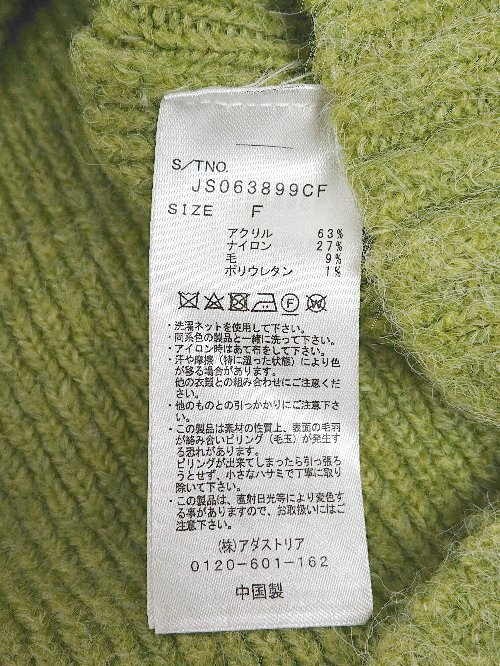 S/TNO.
JS063899CF
SIZE F
アクリル 63%
ナイロン 27%
毛 9%
ポリウレタン 1%
・洗濯ネットを使用して下さい。
・同系色の製品と一緒に洗って下さい。
・アイロン時はあて布をして下さい。
・汗や摩擦（特に湿った状態）により色
が移る場合があります。
他の衣類との組み合わせにご注意くだ
さい。
・他のものとの引っかかりにご注意下
さい。
・この製品は素材の性質上、表面の毛羽
が絡み合いピリング（毛玉）が発生す
る恐れがあります。
ピリングが出来てしまったら引っ張ろ
うとせず、小さなハサミで丁寧に取り
除いて下さい。
・この製品は、直射日光等により変色す
る事がありますので、お取扱いにはご
注意下さい。
(株)アダストリア
0120-601-162
中国製